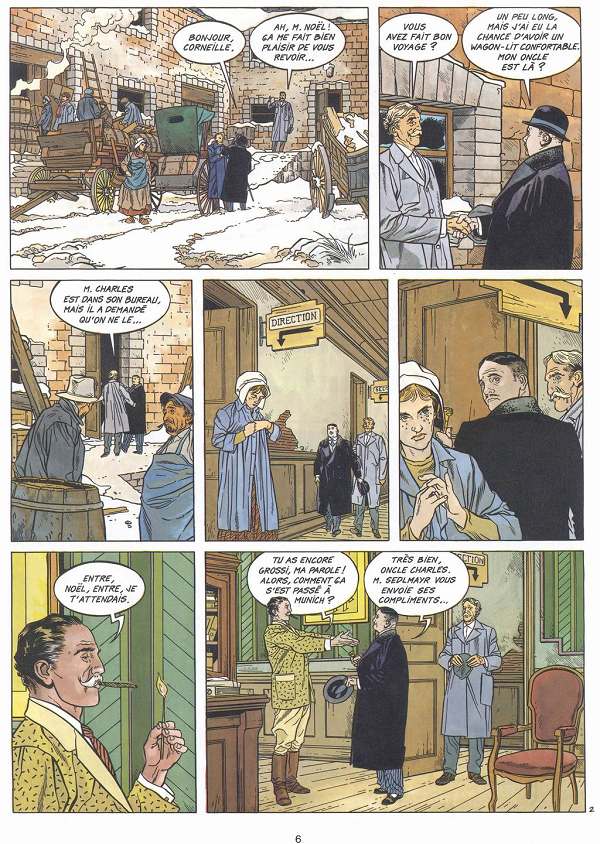 BONJOUR,
CORNEILLE.
AH, M. NOËL!
ÇA ME FAIT BIEN
PLAISIR DE VOUS
REVOIR...
VOUS
AVEZ FAIT BON
VOYAGE ?
UN PEU LONG,
MAIS J'AI EU LA
CHANCE D'AVOIR UN
WAGON-LIT CONFORTABLE.
MON ONCLE
EST LÀ ?
M. CHARLES
EST DANS SON BUREAU,
MAIS IL A DEMANDÉ
QU'ON NE LE...
DIRECTION
ENTRE,
NOËL, ENTRE, JE
T'ATTENDAIS.
TU AS ENCORE
GROSSI, MA PAROLE !
ALORS, COMMENT ÇA
S'EST PASSÉ À
MUNICH ?
TRÈS BIEN,
ONCLE CHARLES.
M. SEDLMAYR VOUS
ENVOIE SES
COMPLIMENTS...
2
6